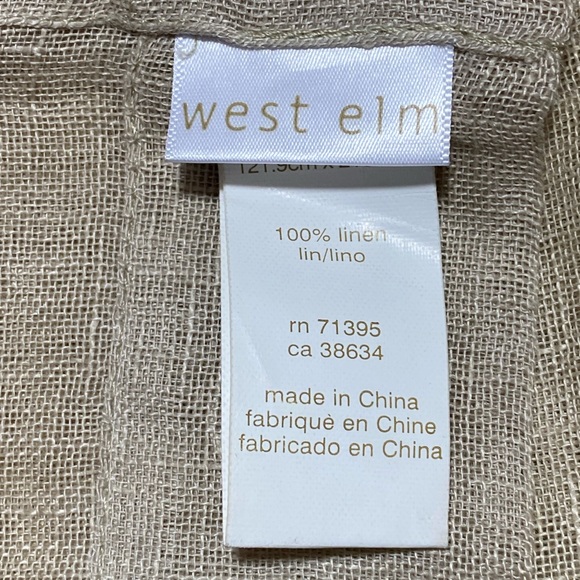 west elm
100% linen
lin/lino
rn 71395
ca 38634
made in China
fabriquè en Chine
fabricado en China